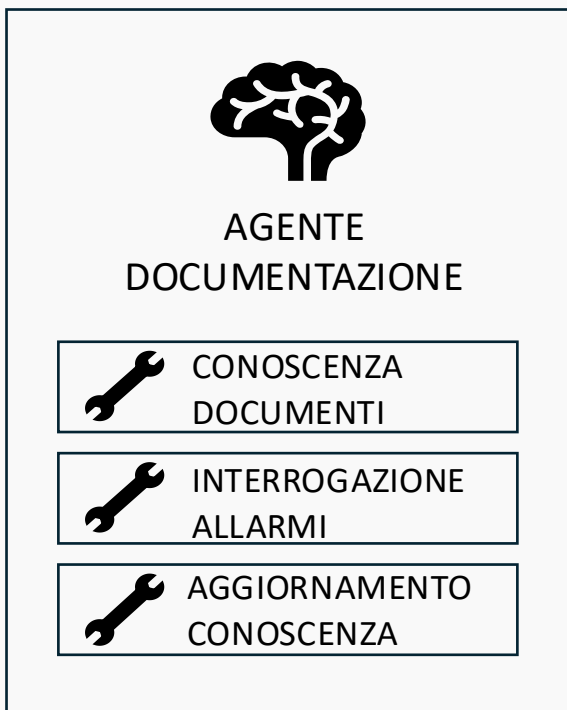 AGENTE
DOCUMENTAZIONE
CONOSCENZA
DOCUMENTI
INTERROGAZIONE
ALLARMI
AGGIORNAMENTO
CONOSCENZA